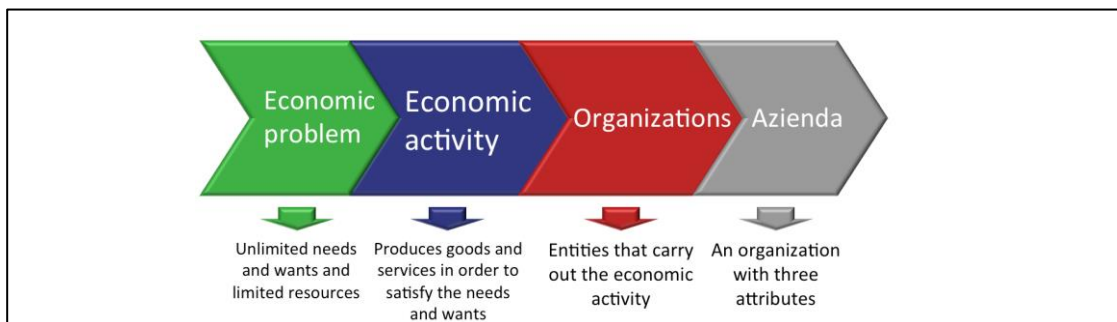 Economic
problem
Economic
activity
Organizations
Azienda
Unlimited needs
and wants and
limited resources
Produces goods and
services in order to
satisfy the needs
and wants
Entities that carry
out the economic
activity
An organization
with three
attributes